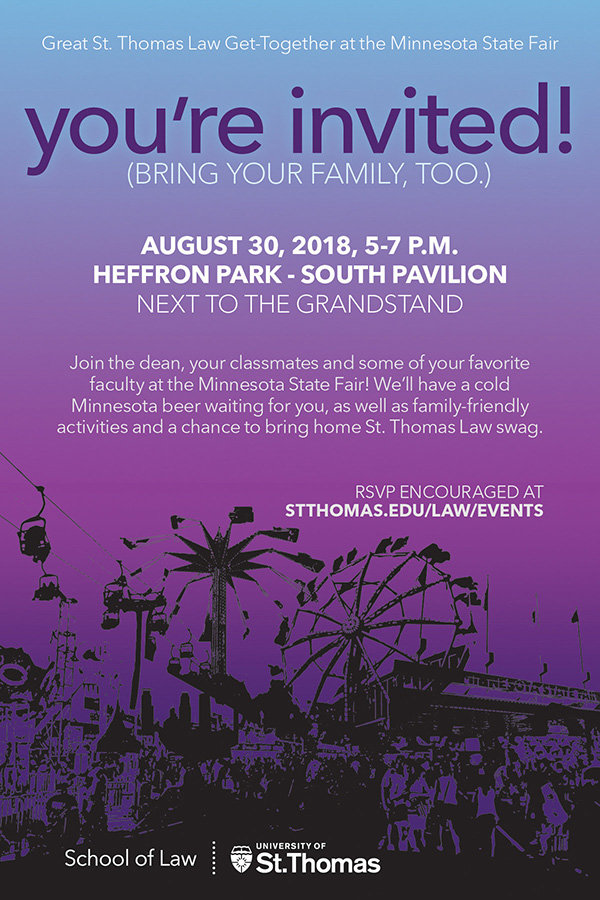 Great St. Thomas Law Get-Together at the Minnesota State Fair
you're invited!
(BRING YOUR FAMILY, TOO.)
AUGUST 30, 2018, 5-7 P.M.
HEFFRON PARK - SOUTH PAVILION
NEXT TO THE GRANDSTAND
Join the dean, your classmates and some of your favorite
faculty at the Minnesota State Fair! We'll have a cold
Minnesota beer waiting for you, as well as family-friendly
activities and a chance to bring home St. Thomas Law swag.
RSVP ENCOURAGED AT
STTHOMAS.EDU/LAW/EVENTS
MINNESOTA STATE FAIR
School of Law
UNIVERSITY OF
St.Thomas